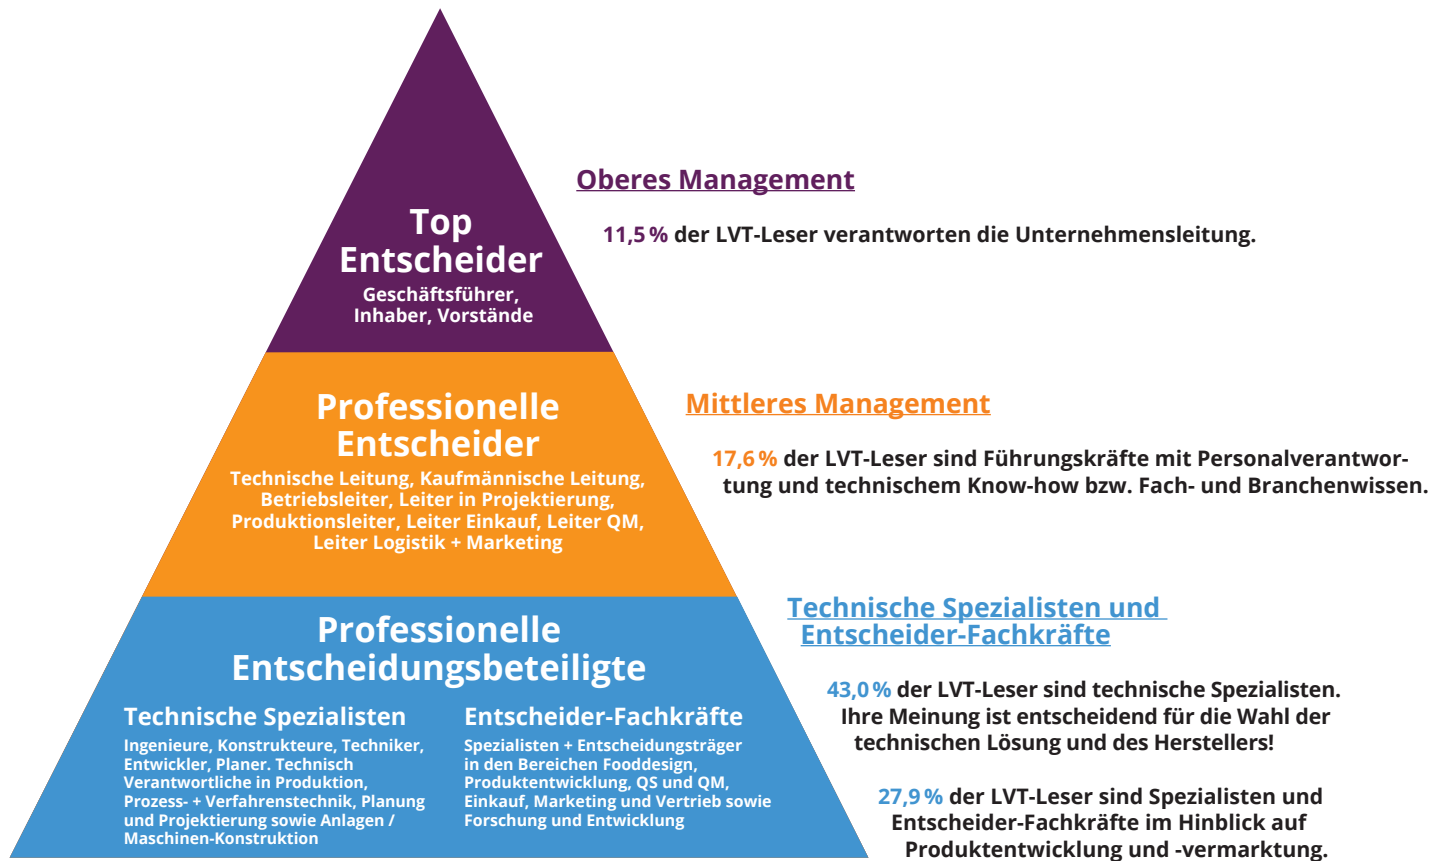 Top
Entscheider
Geschäftsführer,
Inhaber, Vorstände
Oberes Management
11,5 % der LVT-Leser verantworten die Unternehmensleitung.
Professionelle
Entscheider
Technische Leitung, Kaufmännische Leitung,
Betriebsleiter, Leiter in Projektierung,
Produktionsleiter, Leiter Einkauf, Leiter QM,
Leiter Logistik + Marketing
Mittleres Management
17,6 % der LVT-Leser sind Führungskräfte mit Personalverantwor-
tung und technischem Know-how bzw. Fach- und Branchenwissen.
Professionelle
Entscheidungsbeteiligte
Technische Spezialisten
Ingenieure, Konstrukteure, Techniker,
Entwickler, Planer. Technisch
Verantwortliche in Produktion,
Prozess- + Verfahrenstechnik, Planung
und Projektierung sowie Anlagen /
Maschinen-Konstruktion
Entscheider-Fachkräfte
Spezialisten + Entscheidungsträger
in den Bereichen Fooddesign,
Produktentwicklung, QS und QM,
Einkauf, Marketing und Vertrieb sowie
Forschung und Entwicklung
Technische Spezialisten und
Entscheider-Fachkräfte
43,0 % der LVT-Leser sind technische Spezialisten.
Ihre Meinung ist entscheidend für die Wahl der
technischen Lösung und des Herstellers!
27,9 % der LVT-Leser sind Spezialisten und
Entscheider-Fachkräfte im Hinblick auf
Produktentwicklung und -vermarktung.